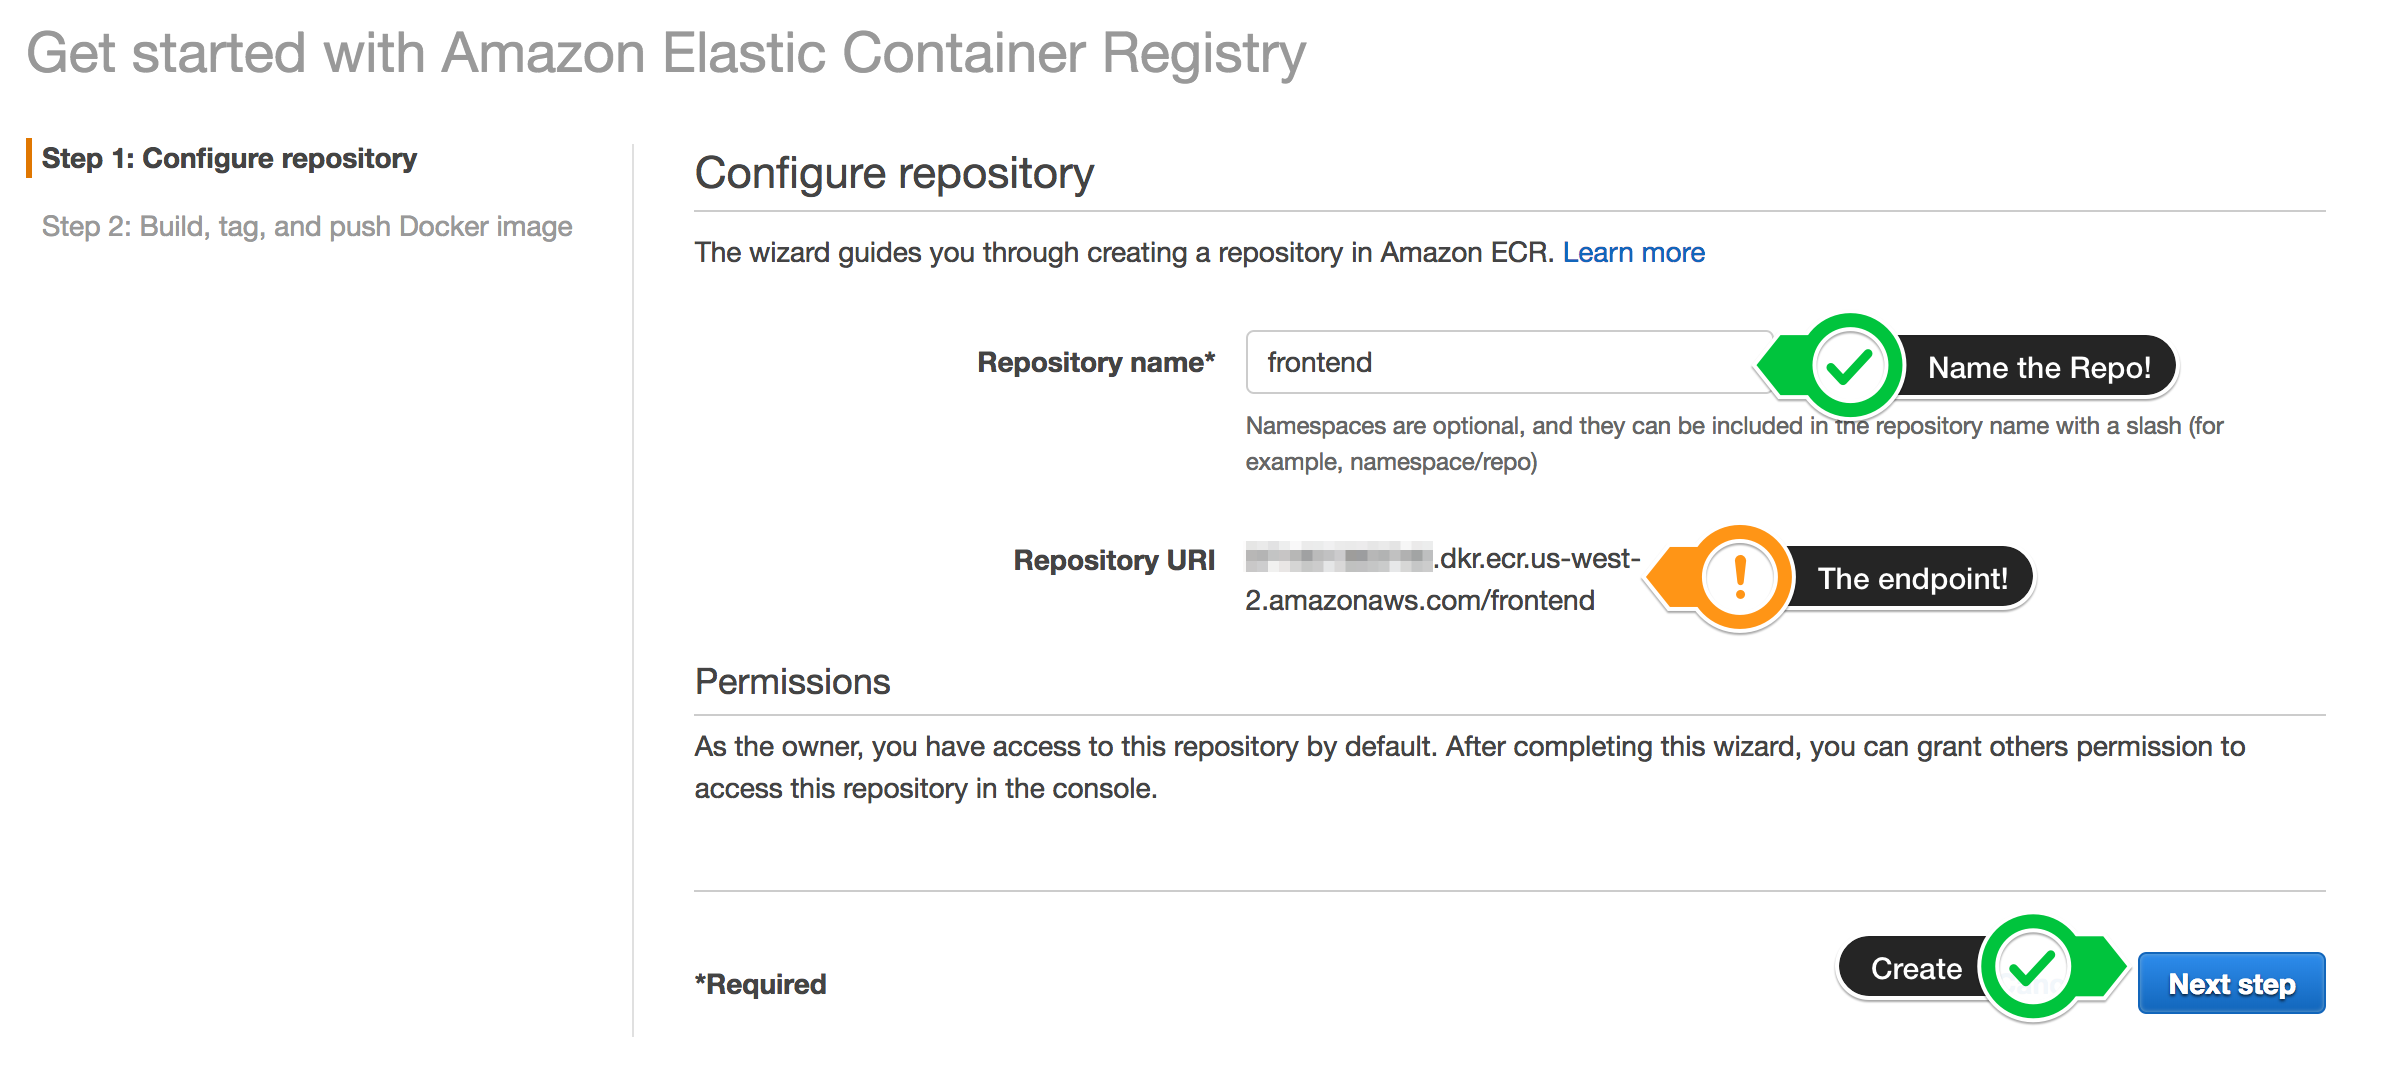 Get started with Amazon Elastic Container Registry
Step 1: Configure repository
Step 2: Build, tag, and push Docker image
Configure repository
The wizard guides you through creating a repository in Amazon ECR. Learn more
Repository name*
frontend
Name the Repo!
Namespaces are optional, and they can be included in the repository name with a slash (for
example, namespace/repo)
Repository URI
.dkr.ecr.us-west-
2.amazonaws.com/frontend
The endpoint!
Permissions
As the owner, you have access to this repository by default. After completing this wizard, you can grant others permission to
access this repository in the console.
*Required
Create
Next step